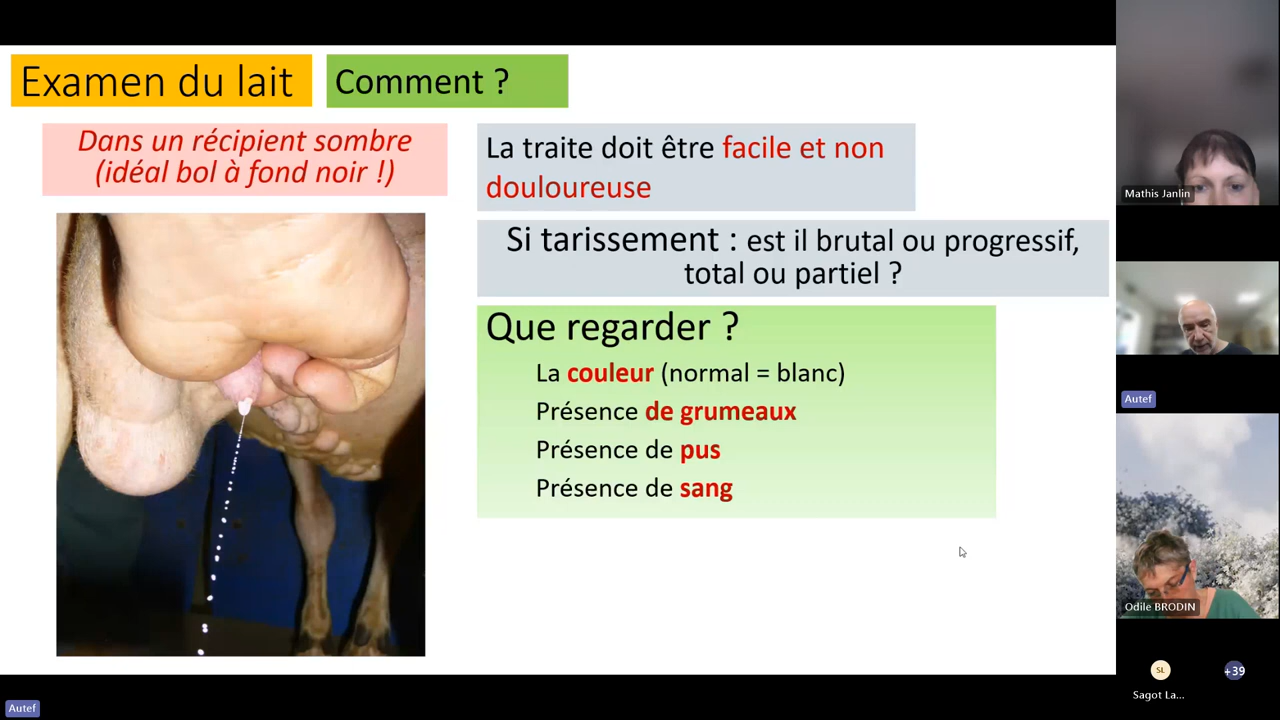 Examen du lait
Comment ?
Dans un récipient sombre
(idéal bol à fond noir !)
La traite doit être facile et non
douloureuse
Si tarissement : est il brutal ou progressif,
total ou partiel ?
Que regarder ?
La couleur (normal = blanc)
Présence de grumeaux
Présence de pus
Présence de sang
Mathis Janlin
Autef
Odile BRODIN
SL
+39
Sagot La...
Autef